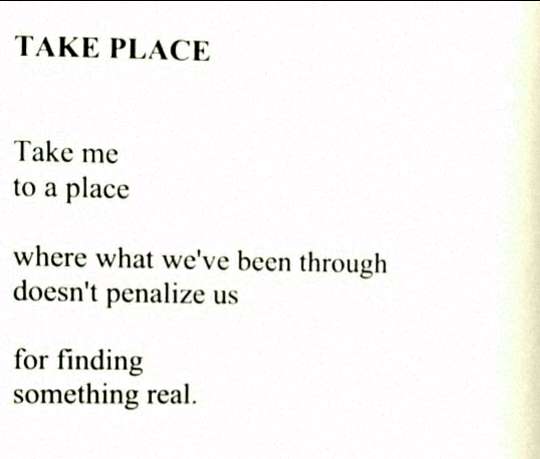 TAKE PLACE
Take me
to a place
where what we've been through
doesn't penalize us
for finding
something real.